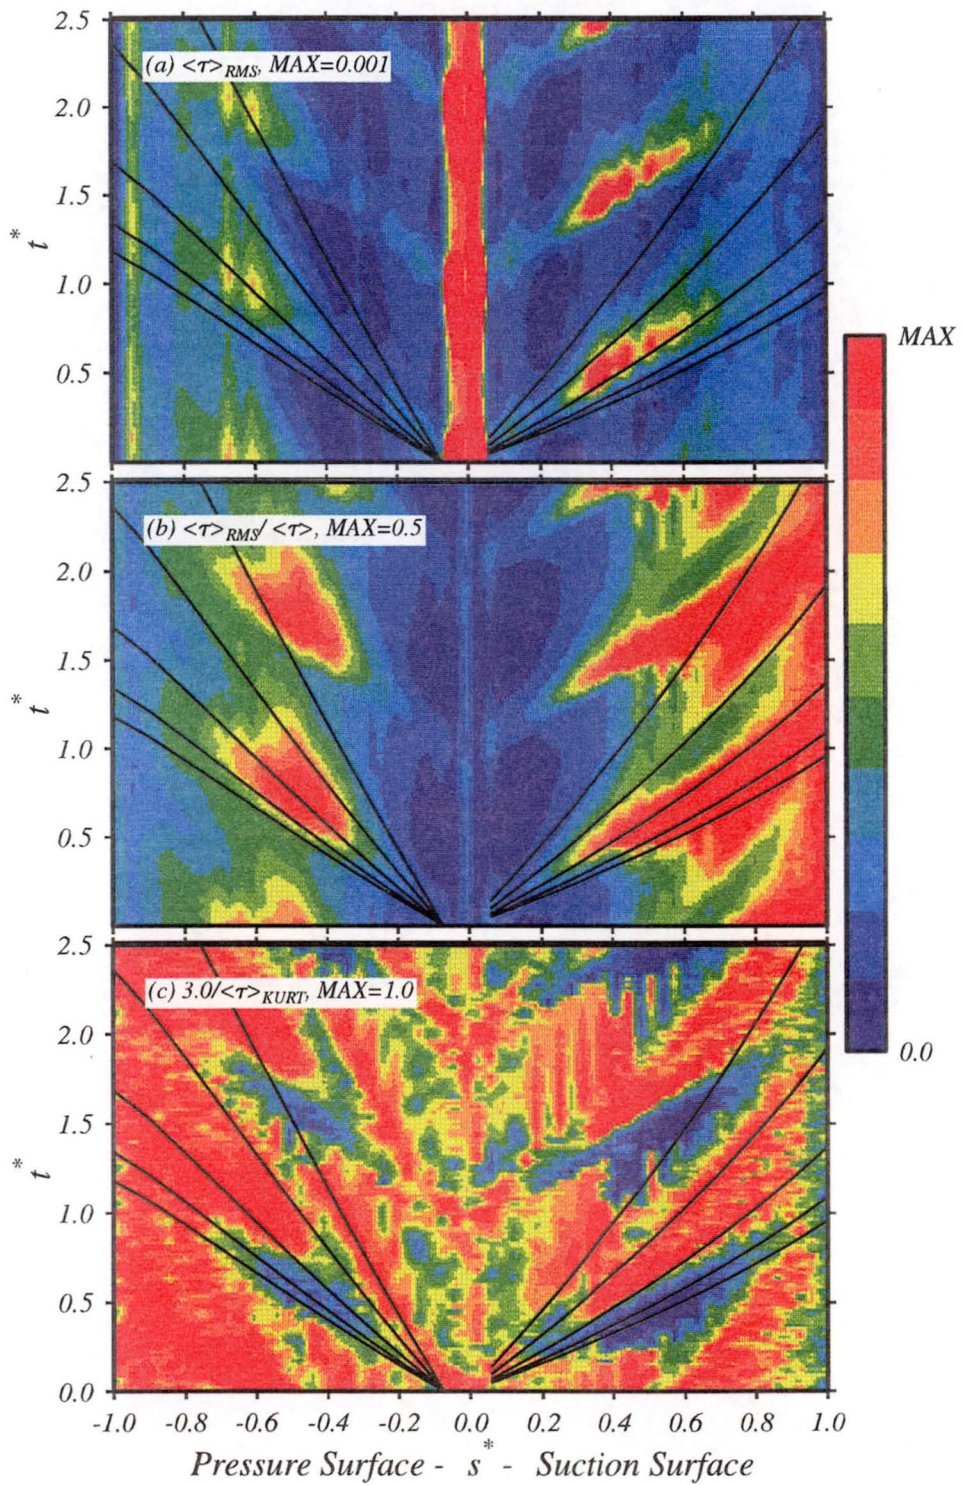 2.5
(a) <τ>RMS, MAX=0.001
2.0
1.5
t*
1.0
0.5
MAX
2.5
(b) <τ>RMS/ <τ>, MAX=0.5
2.0
1.5
t*
1.0
0.0
0.5
2.5
(c) 3.0/<τ>KURT, MAX=1.0
2.0
1.5
t*
1.0
0.5
0.0
-1.0 -0.8 -0.6 -0.4 -0.2 0.0 0.2 0.4 0.6 0.8 1.0
Pressure Surface - s* - Suction Surface